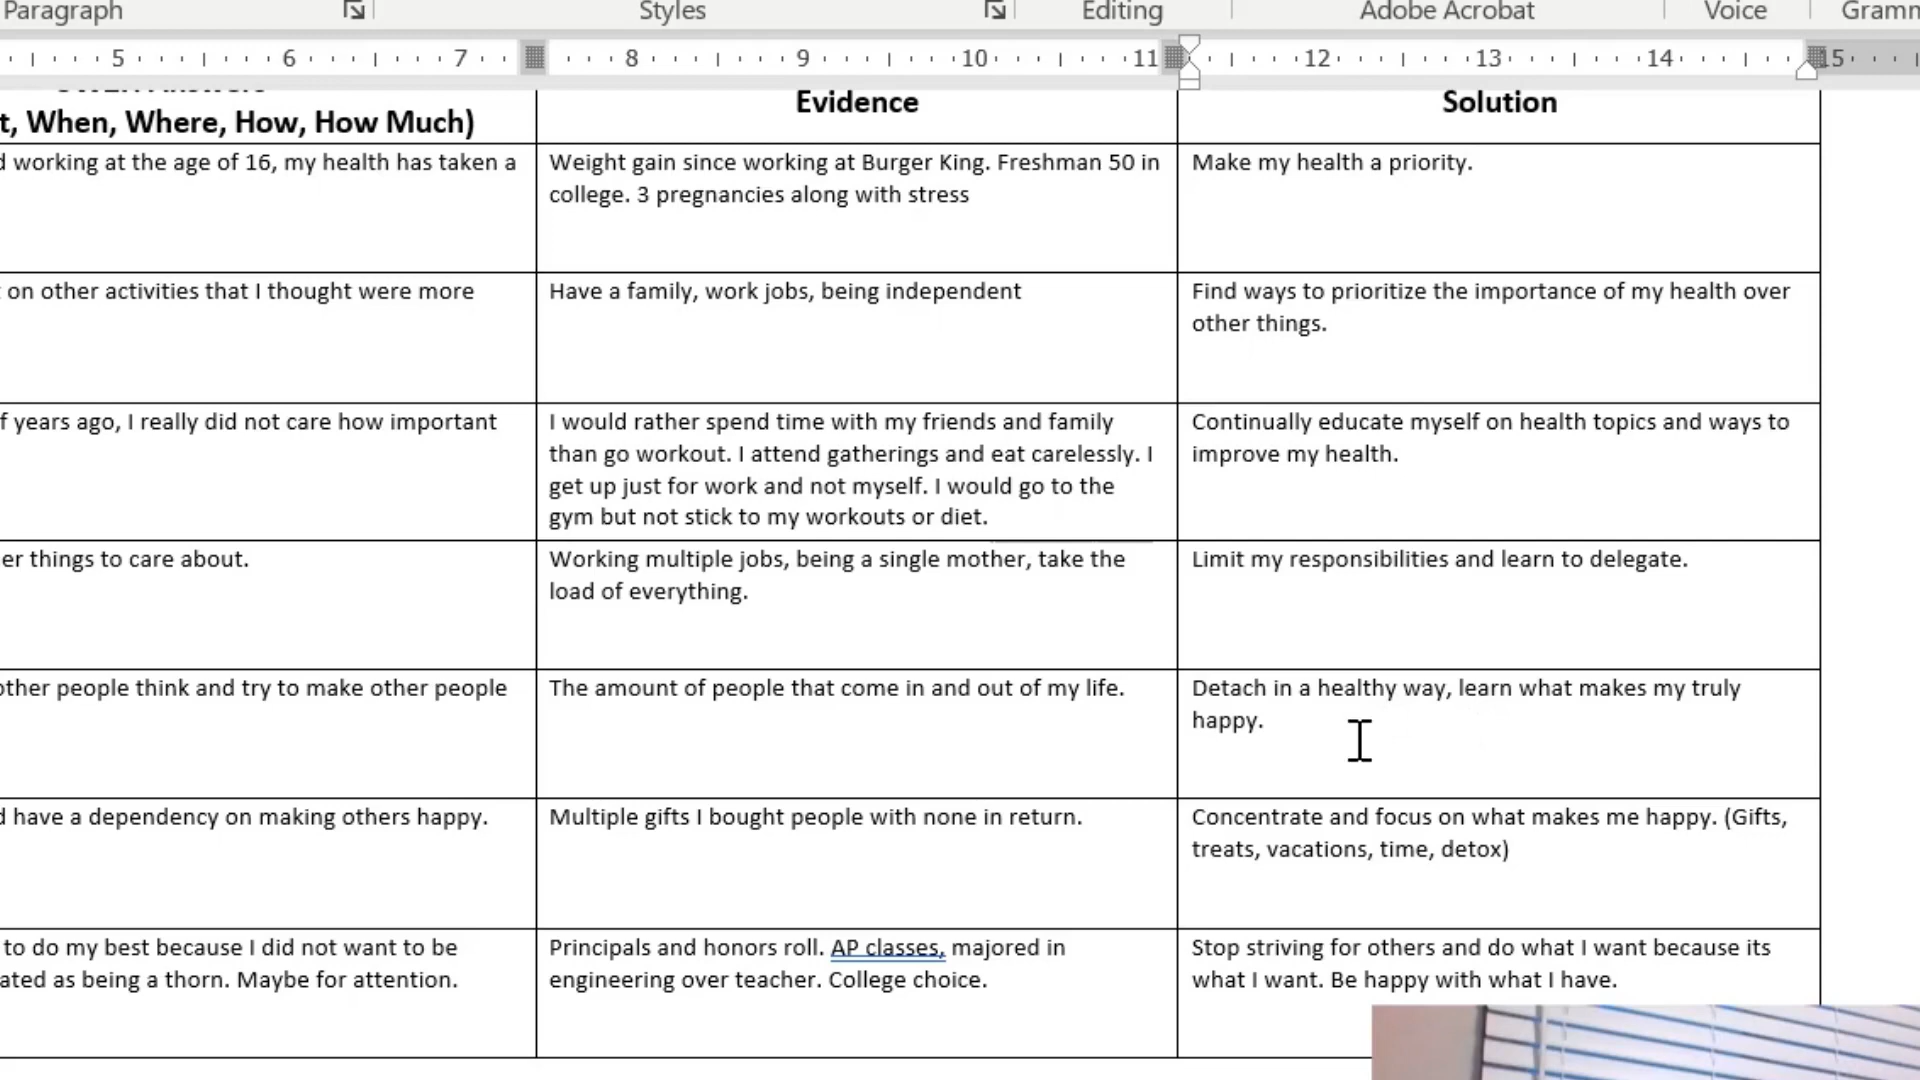 Paragraph Styles Editing Adobe Acrobat Voice Gramm
5 6 7 8 9 10 11 12 13 14 15
t, When, Where, How, How Much) Evidence Solution
d working at the age of 16, my health has taken a
Weight gain since working at Burger King. Freshman 50 in
college. 3 pregnancies along with stress
Make my health a priority.
on other activities that I thought were more
Have a family, work jobs, being independent
Find ways to prioritize the importance of my health over
other things.
f years ago, I really did not care how important
I would rather spend time with my friends and family
than go workout. I attend gatherings and eat carelessly. I
get up just for work and not myself. I would go to the
gym but not stick to my workouts or diet.
Continually educate myself on health topics and ways to
improve my health.
er things to care about.
Working multiple jobs, being a single mother, take the
load of everything.
Limit my responsibilities and learn to delegate.
other people think and try to make other people
The amount of people that come in and out of my life.
Detach in a healthy way, learn what makes my truly
happy.
d have a dependency on making others happy.
Multiple gifts I bought people with none in return.
Concentrate and focus on what makes me happy. (Gifts,
treats, vacations, time, detox)
to do my best because I did not want to be
ated as being a thorn. Maybe for attention.
Principals and honors roll. AP classes, majored in
engineering over teacher. College choice.
Stop striving for others and do what I want because its
what I want. Be happy with what I have.